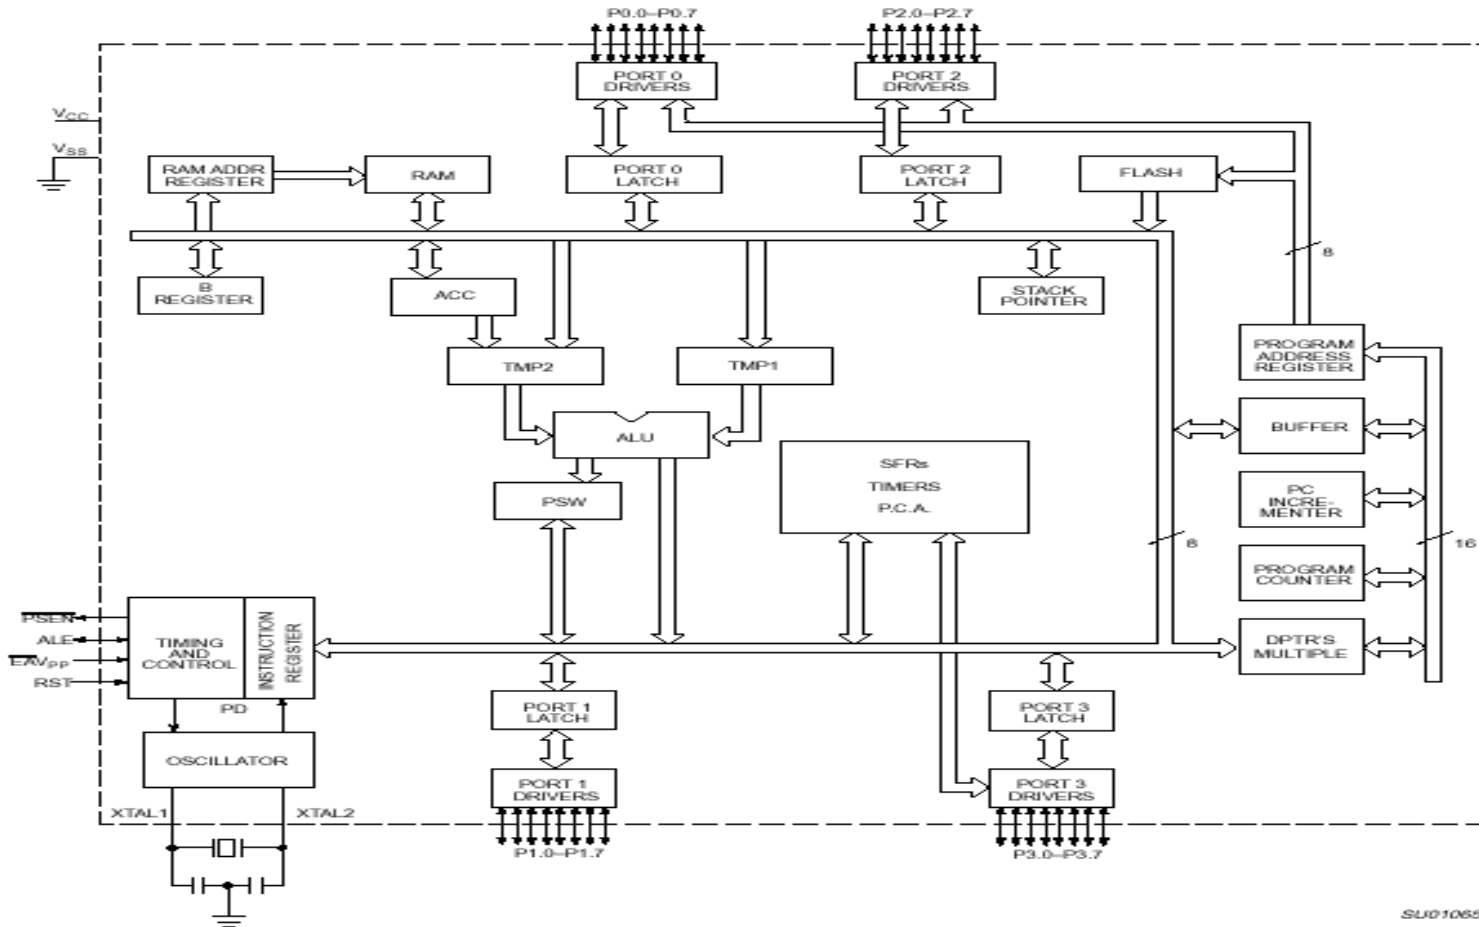 P0.0–P0.7
P2.0–P2.7
PORT 0
DRIVERS
PORT 2
DRIVERS
VCC
VSS
RAM ADDR
REGISTER
RAM
PORT 0
LATCH
PORT 2
LATCH
FLASH
8
B
REGISTER
ACC
STACK
POINTER
PROGRAM
ADDRESS
REGISTER
TMP2
TMP1
ALU
BUFFER
SFRs
TIMERS
P.C.A.
PSW
PC
INCRE-
MENTER
8
16
PROGRAM
COUNTER
PSEN
ALE
EAVPP
RST
TIMING
AND
CONTROL
INSTRUCTION
REGISTER
DPTR'S
MULTIPLE
PD
PORT 1
LATCH
PORT 3
LATCH
OSCILLATOR
PORT 1
DRIVERS
PORT 3
DRIVERS
XTAL1
XTAL2
P1.0–P1.7
P3.0–P3.7
SU01065